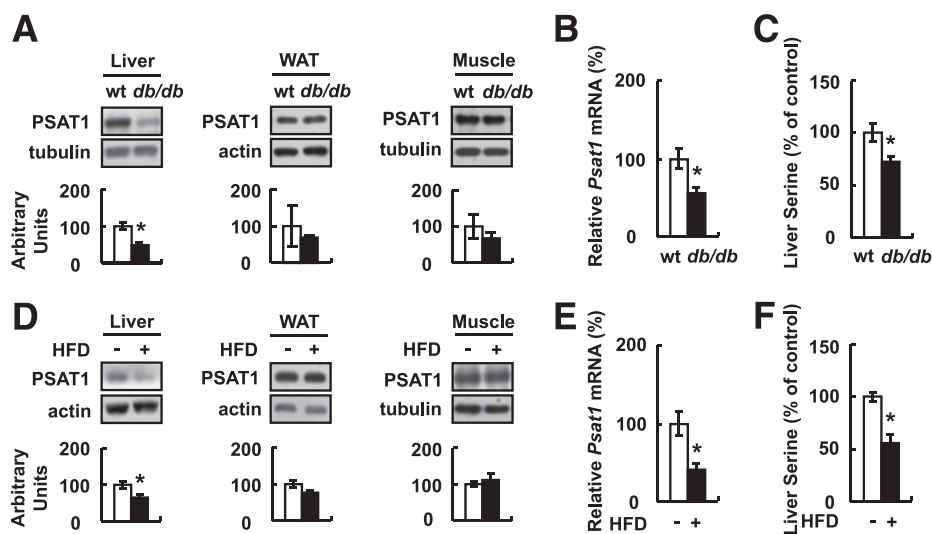 A
Liver
wt db/db
PSAT1
tubulin
Arbitrary
Units
200
100
0
WAT
wt db/db
PSAT1
actin
200
100
0
Muscle
wt db/db
PSAT1
tubulin
200
100
0
*
B
Relative Psat1 mRNA (%)
200
100
0
*
wt db/db
C
Liver Serine (% of control)
150
100
50
0
*
wt db/db
D
Liver
HFD - +
PSAT1
actin
Arbitrary
Units
200
100
0
*
WAT
HFD - +
PSAT1
actin
200
100
0
Muscle
HFD - +
PSAT1
tubulin
200
100
0
E
Relative Psat1 mRNA (%)
200
100
0
*
HFD - +
F
Liver Serine (% of control)
150
100
50
0
*
HFD - +